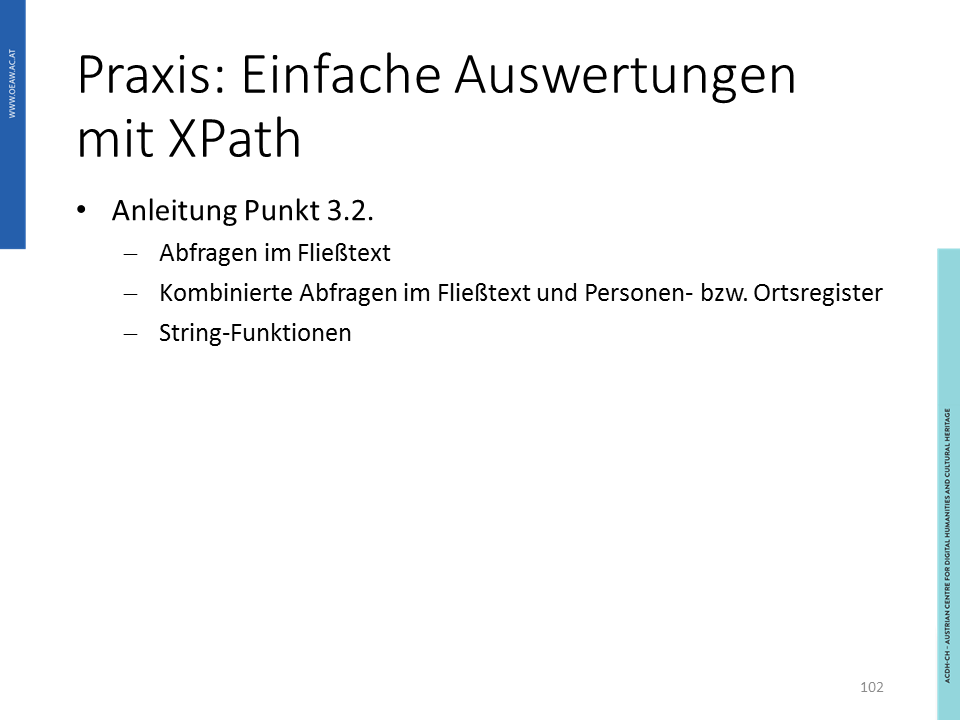 WWW.OEAW.AC.AT
Praxis: Einfache Auswertungen
mit XPath
• Anleitung Punkt 3.2.
– Abfragen im Fließtext
– Kombinierte Abfragen im Fließtext und Personen- bzw. Ortsregister
– String-Funktionen
ACDH-CH – AUSTRIAN CENTRE FOR DIGITAL HUMANITIES AND CULTURAL HERITAGE
102